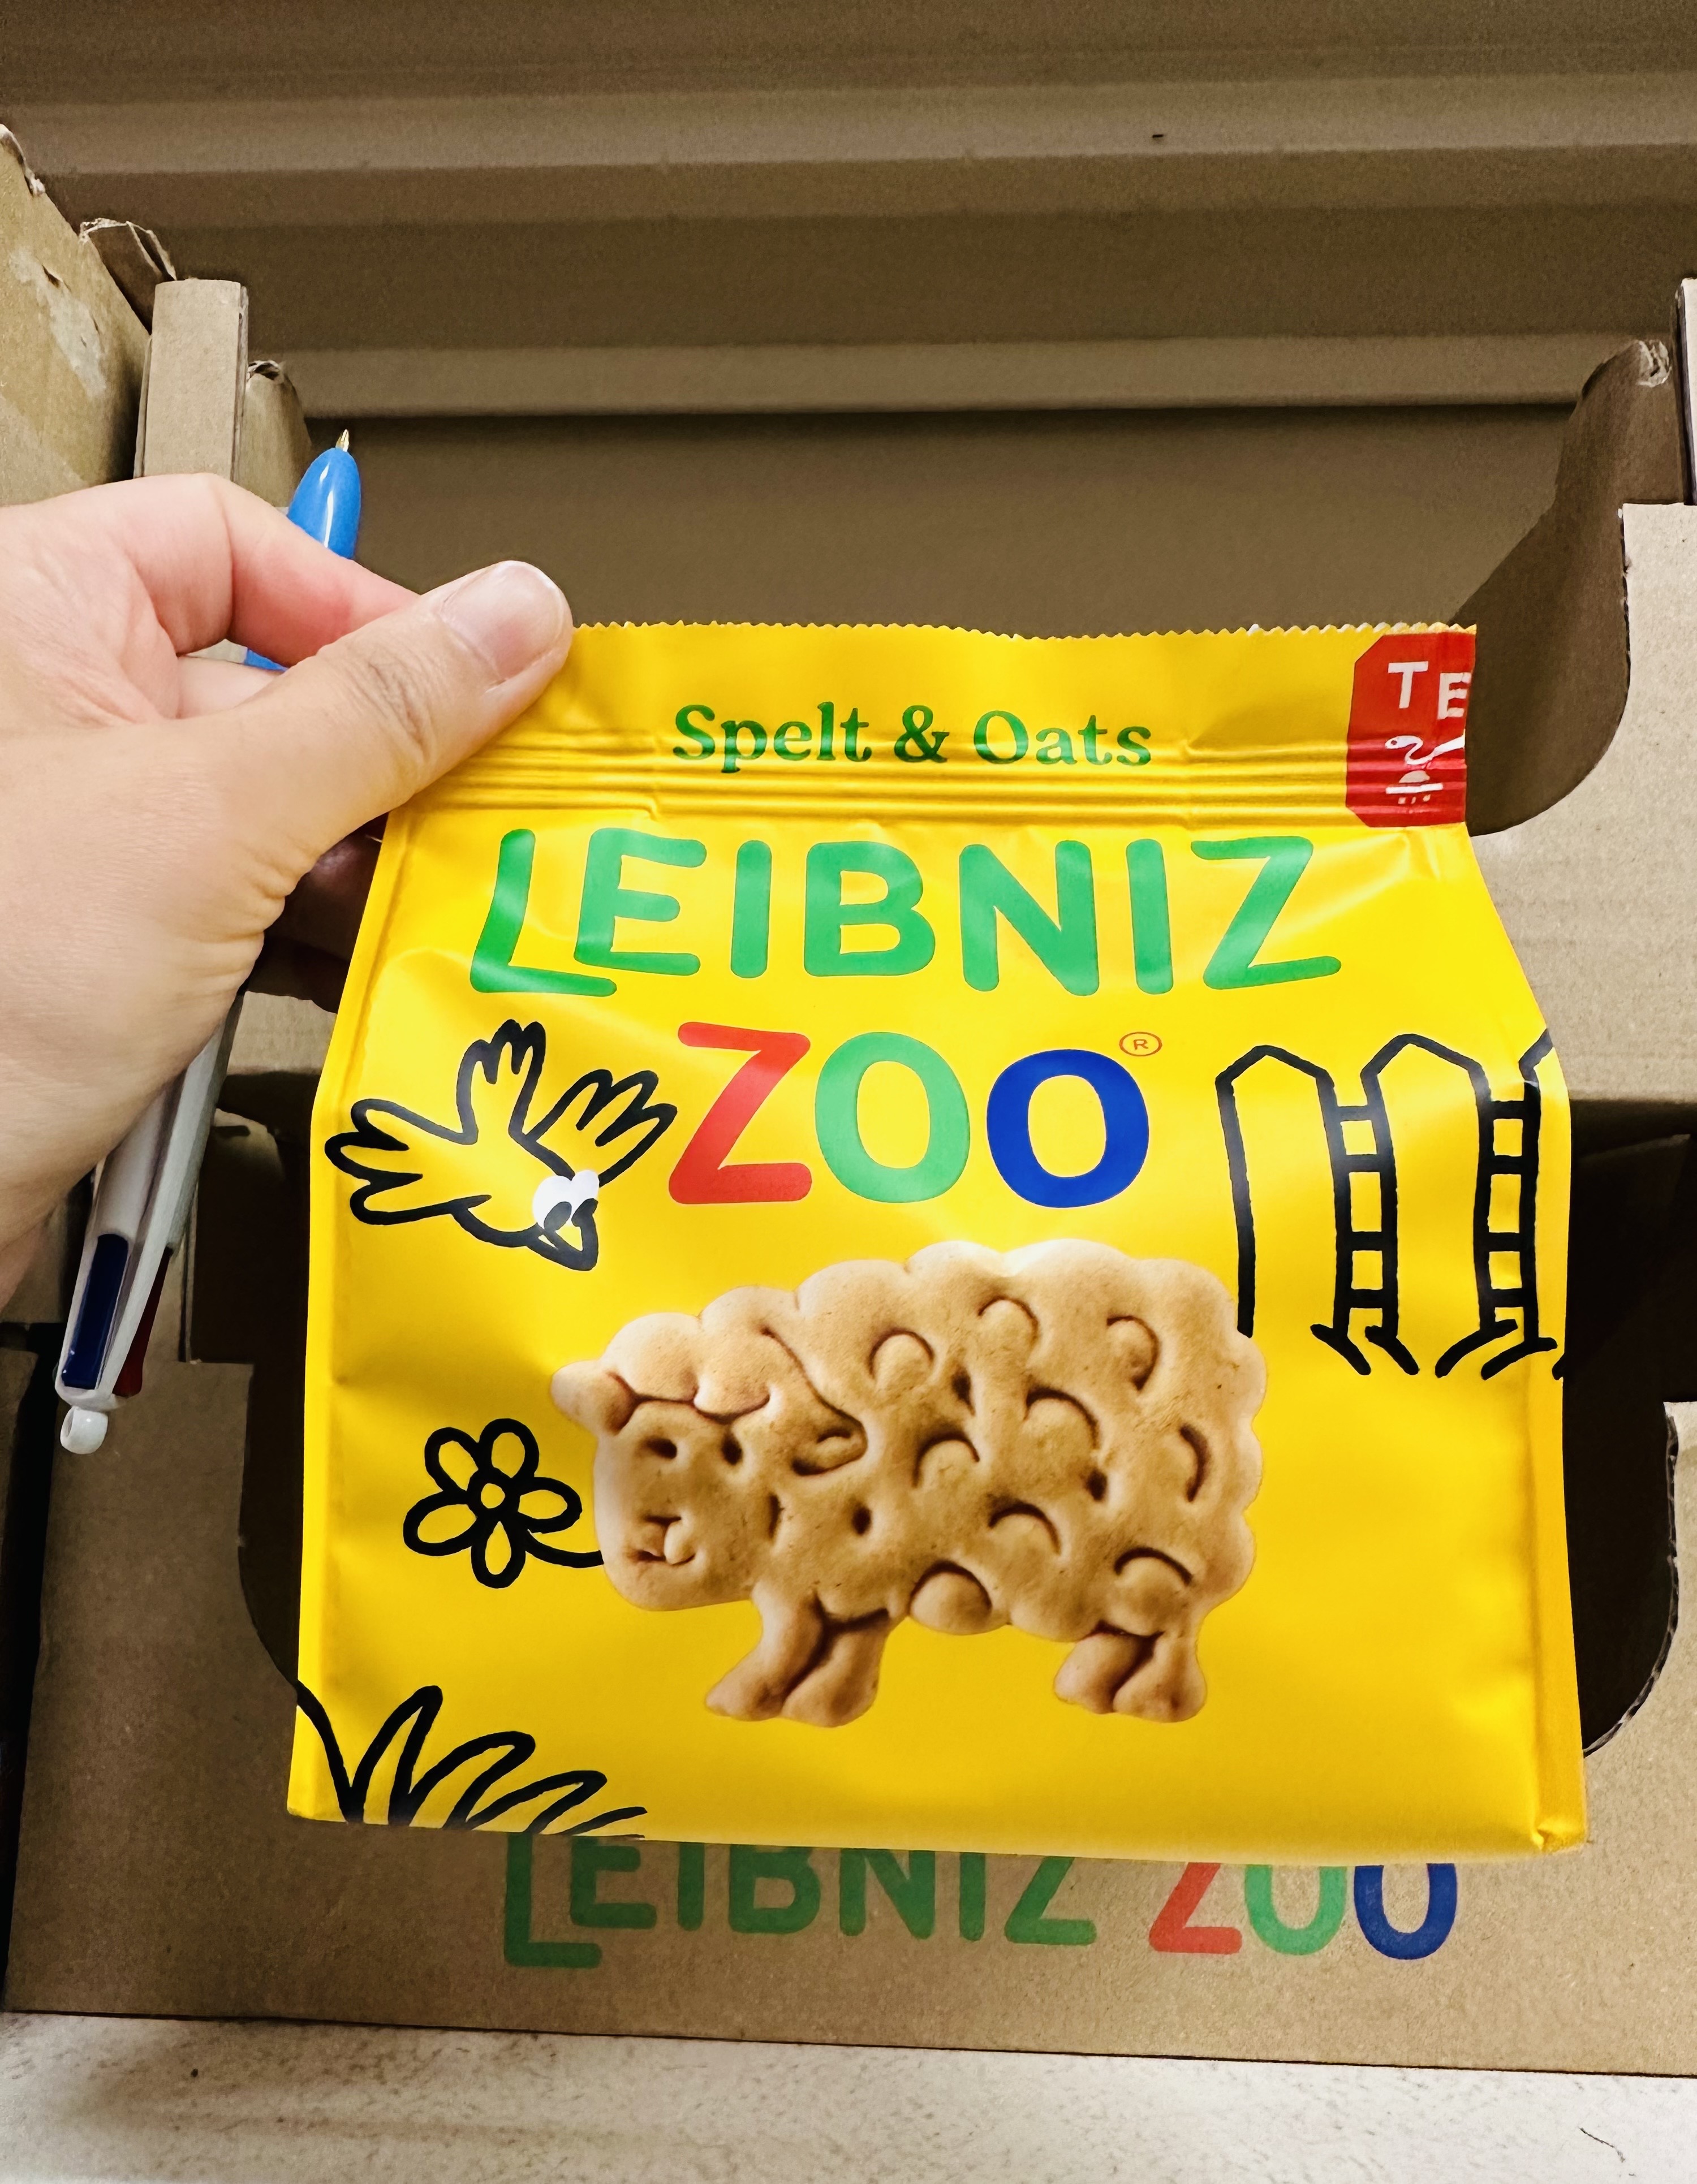 Spelt & Oats
TE
LEIBNIZ
ZOO®
LEIBNIZ ZOO